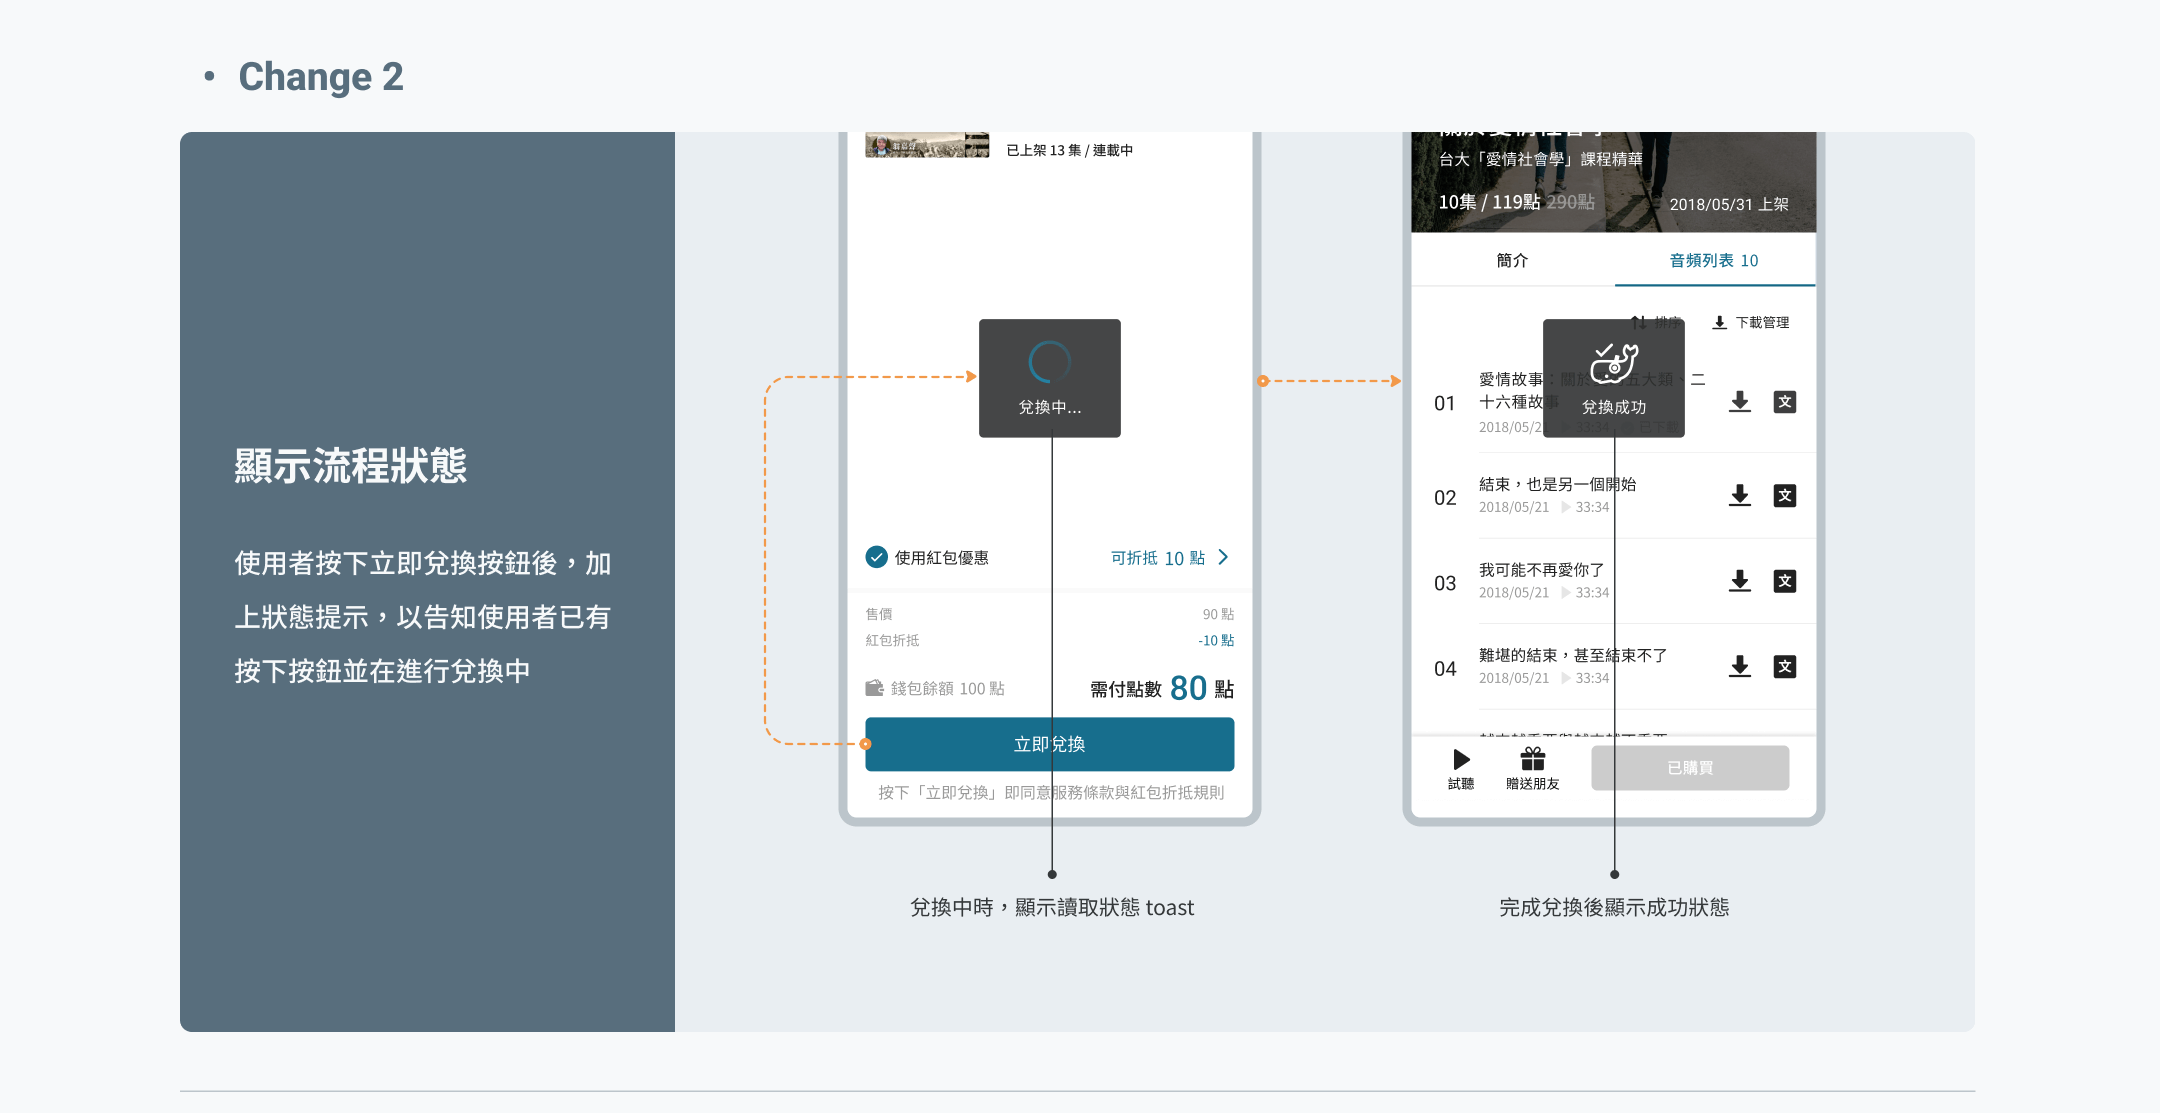 Change 2
顯示流程狀態
使用者按下立即兌換按鈕後，加
上狀態提示，以告知使用者已有
按下按鈕並在進行兌換中
已上架 13 集 / 連載中
兌換中...
使用紅包優惠
可折抵 10 點
售價
90 點
紅包折抵
-10 點
錢包餘額 100 點
需付點數 80 點
立即兌換
按下「立即兌換」即同意服務條款與紅包折抵規則
兌換中時，顯示讀取狀態 toast
台大「愛情社會學」課程精華
10集 / 119點 290點
2018/05/31 上架
簡介
音頻列表 10
排序
下載管理
兌換成功
01
愛情故事：關於愛的五大類、二
十六種故事
2018/05/21 33:34 已下載
02
結束，也是另一個開始
2018/05/21 33:34
文
03
我可能不再愛你了
2018/05/21 33:34
文
04
難堪的結束，甚至結束不了
2018/05/21 33:34
文
試聽
贈送朋友
已購買
完成兌換後顯示成功狀態